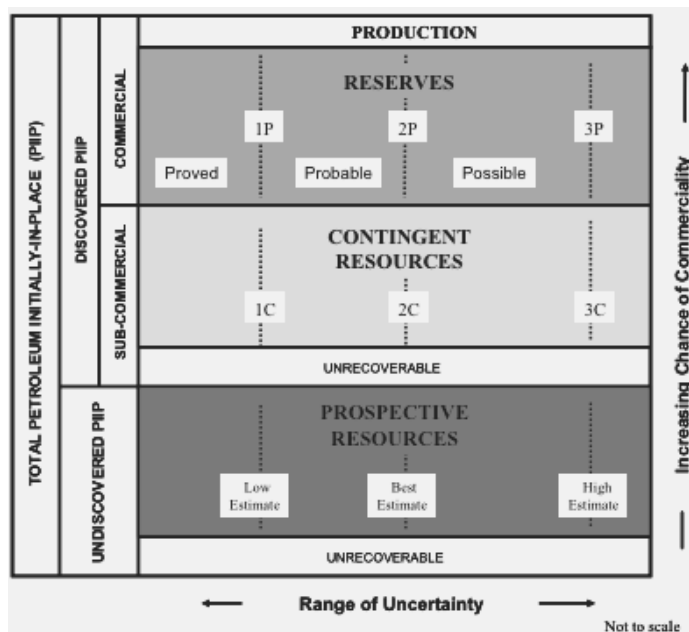 TOTAL PETROLEUM INITIALLY-IN-PLACE (PIIP)
DISCOVERED PIIP
COMMERCIAL
PRODUCTION
RESERVES
1P
2P
3P
Proved
Probable
Possible
SUB-COMMERCIAL
CONTINGENT
RESOURCES
1C
2C
3C
UNRECOVERABLE
UNDISCOVERED PIIP
PROSPECTIVE
RESOURCES
Low
Estimate
Best
Estimate
High
Estimate
UNRECOVERABLE
Increasing Chance of Commerciality
Range of Uncertainty
Not to scale